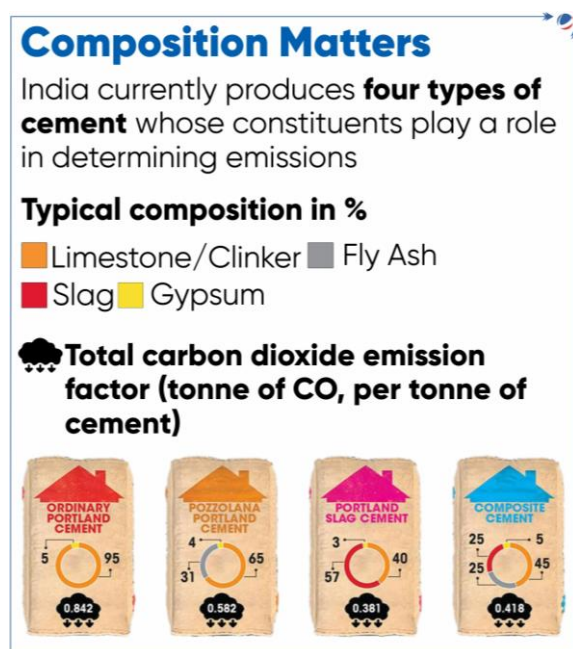 Composition Matters
India currently produces four types of
cement whose constituents play a role
in determining emissions
Typical composition in %
Limestone/Clinker Fly Ash
Slag Gypsum
Total carbon dioxide emission
factor (tonne of CO, per tonne of
cement)
ORDINARY
PORTLAND
CEMENT
5 95
0.842
POZZOLANA
PORTLAND
CEMENT
4 65
31
0.582
PORTLAND
SLAG CEMENT
3 40
57
0.381
COMPOSITE
CEMENT
25 5
25 45
0.418